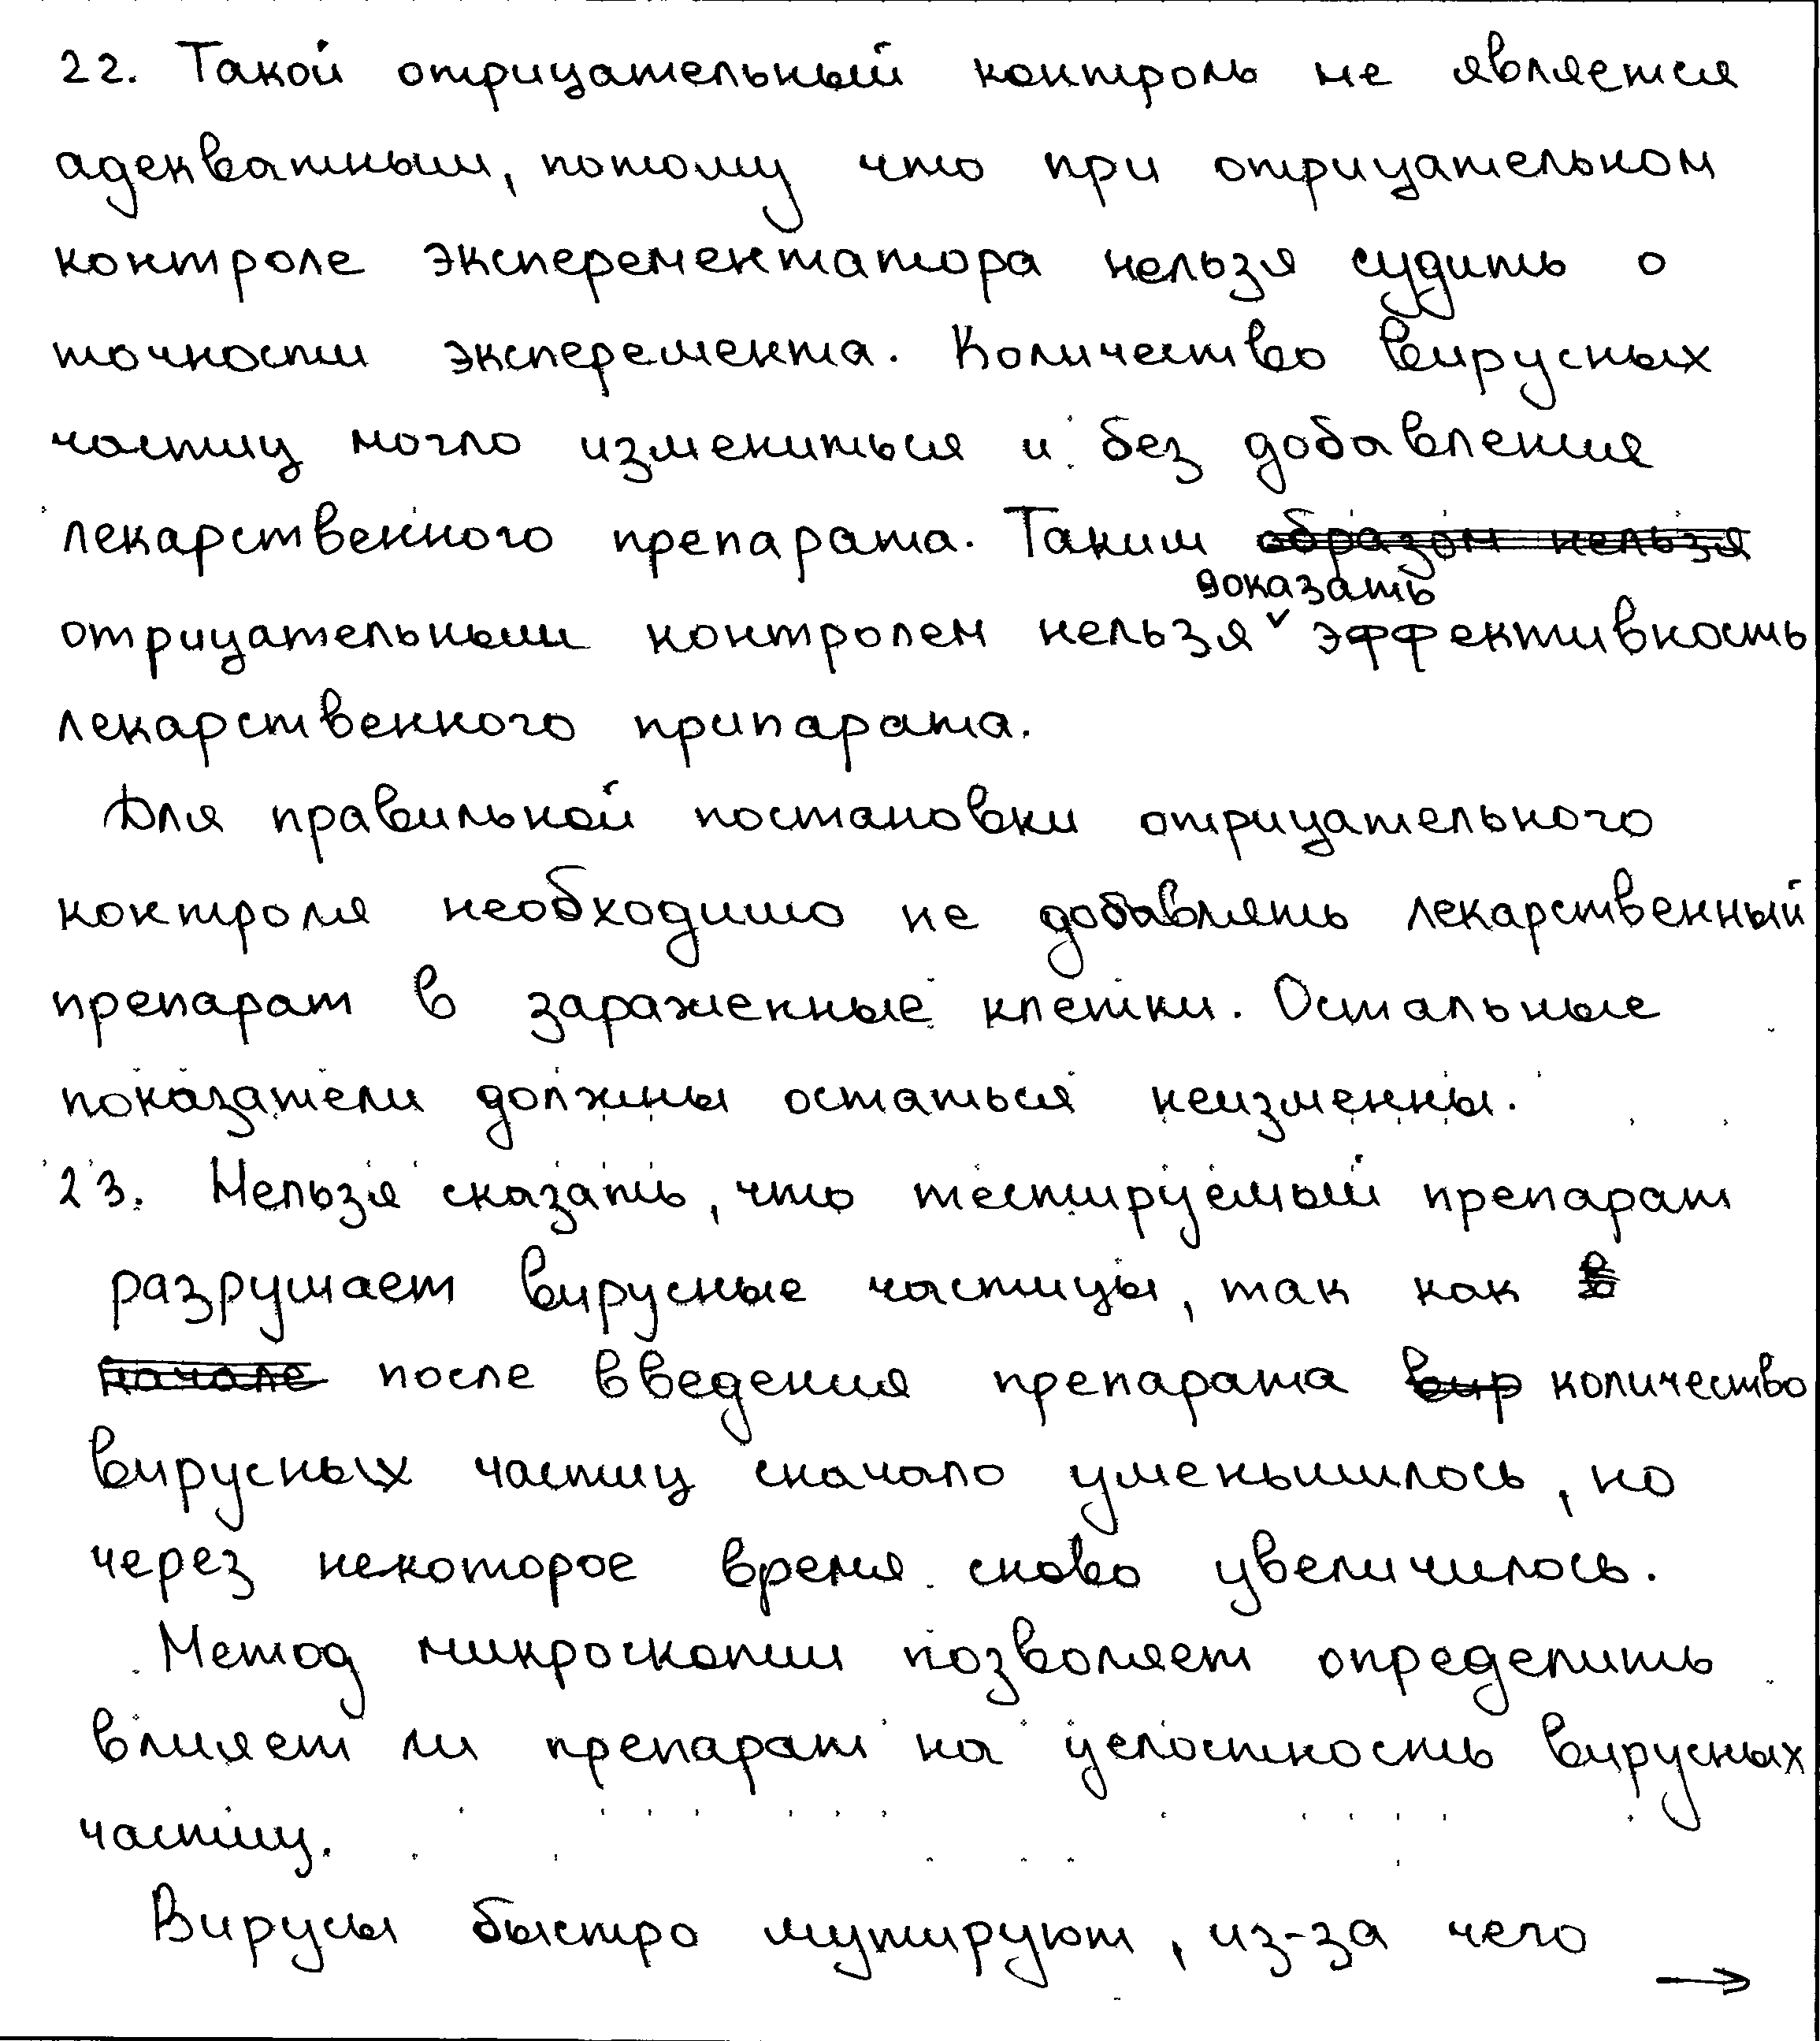 22. Такой отрицательный контроль не является
адекватным, потому что при отрицательном
контроле эксперементатора нельзя судить о
точности эксперемента. Количество вирусных
частиц могло измениться и без добавления
лекарственного препарата. Таким ~~образом нельзя~~
доказать
отрицательным контролем нельзя ˅ эффективность
лекарственного припарата.
Для правильной постановки отрицательного
контроля необходимо не добавлять лекарственный
препарат в зараженные клетки. Остальные
показатели должны остаться неизменны.
23. Нельзя сказать, что тестируемый препарат
разрушает вирусные частицы, так как ~~в~~
~~начале~~ после введения препарата ~~вир~~ количество
вирусных частиц сначало уменьшилось, но
через некоторое время снова увеличилось.
Метод микроскопии позволяет определить
влияет ли препарат на целостность вирусных
частиц.
Вирусы быстро мутируют, из-за чего
→